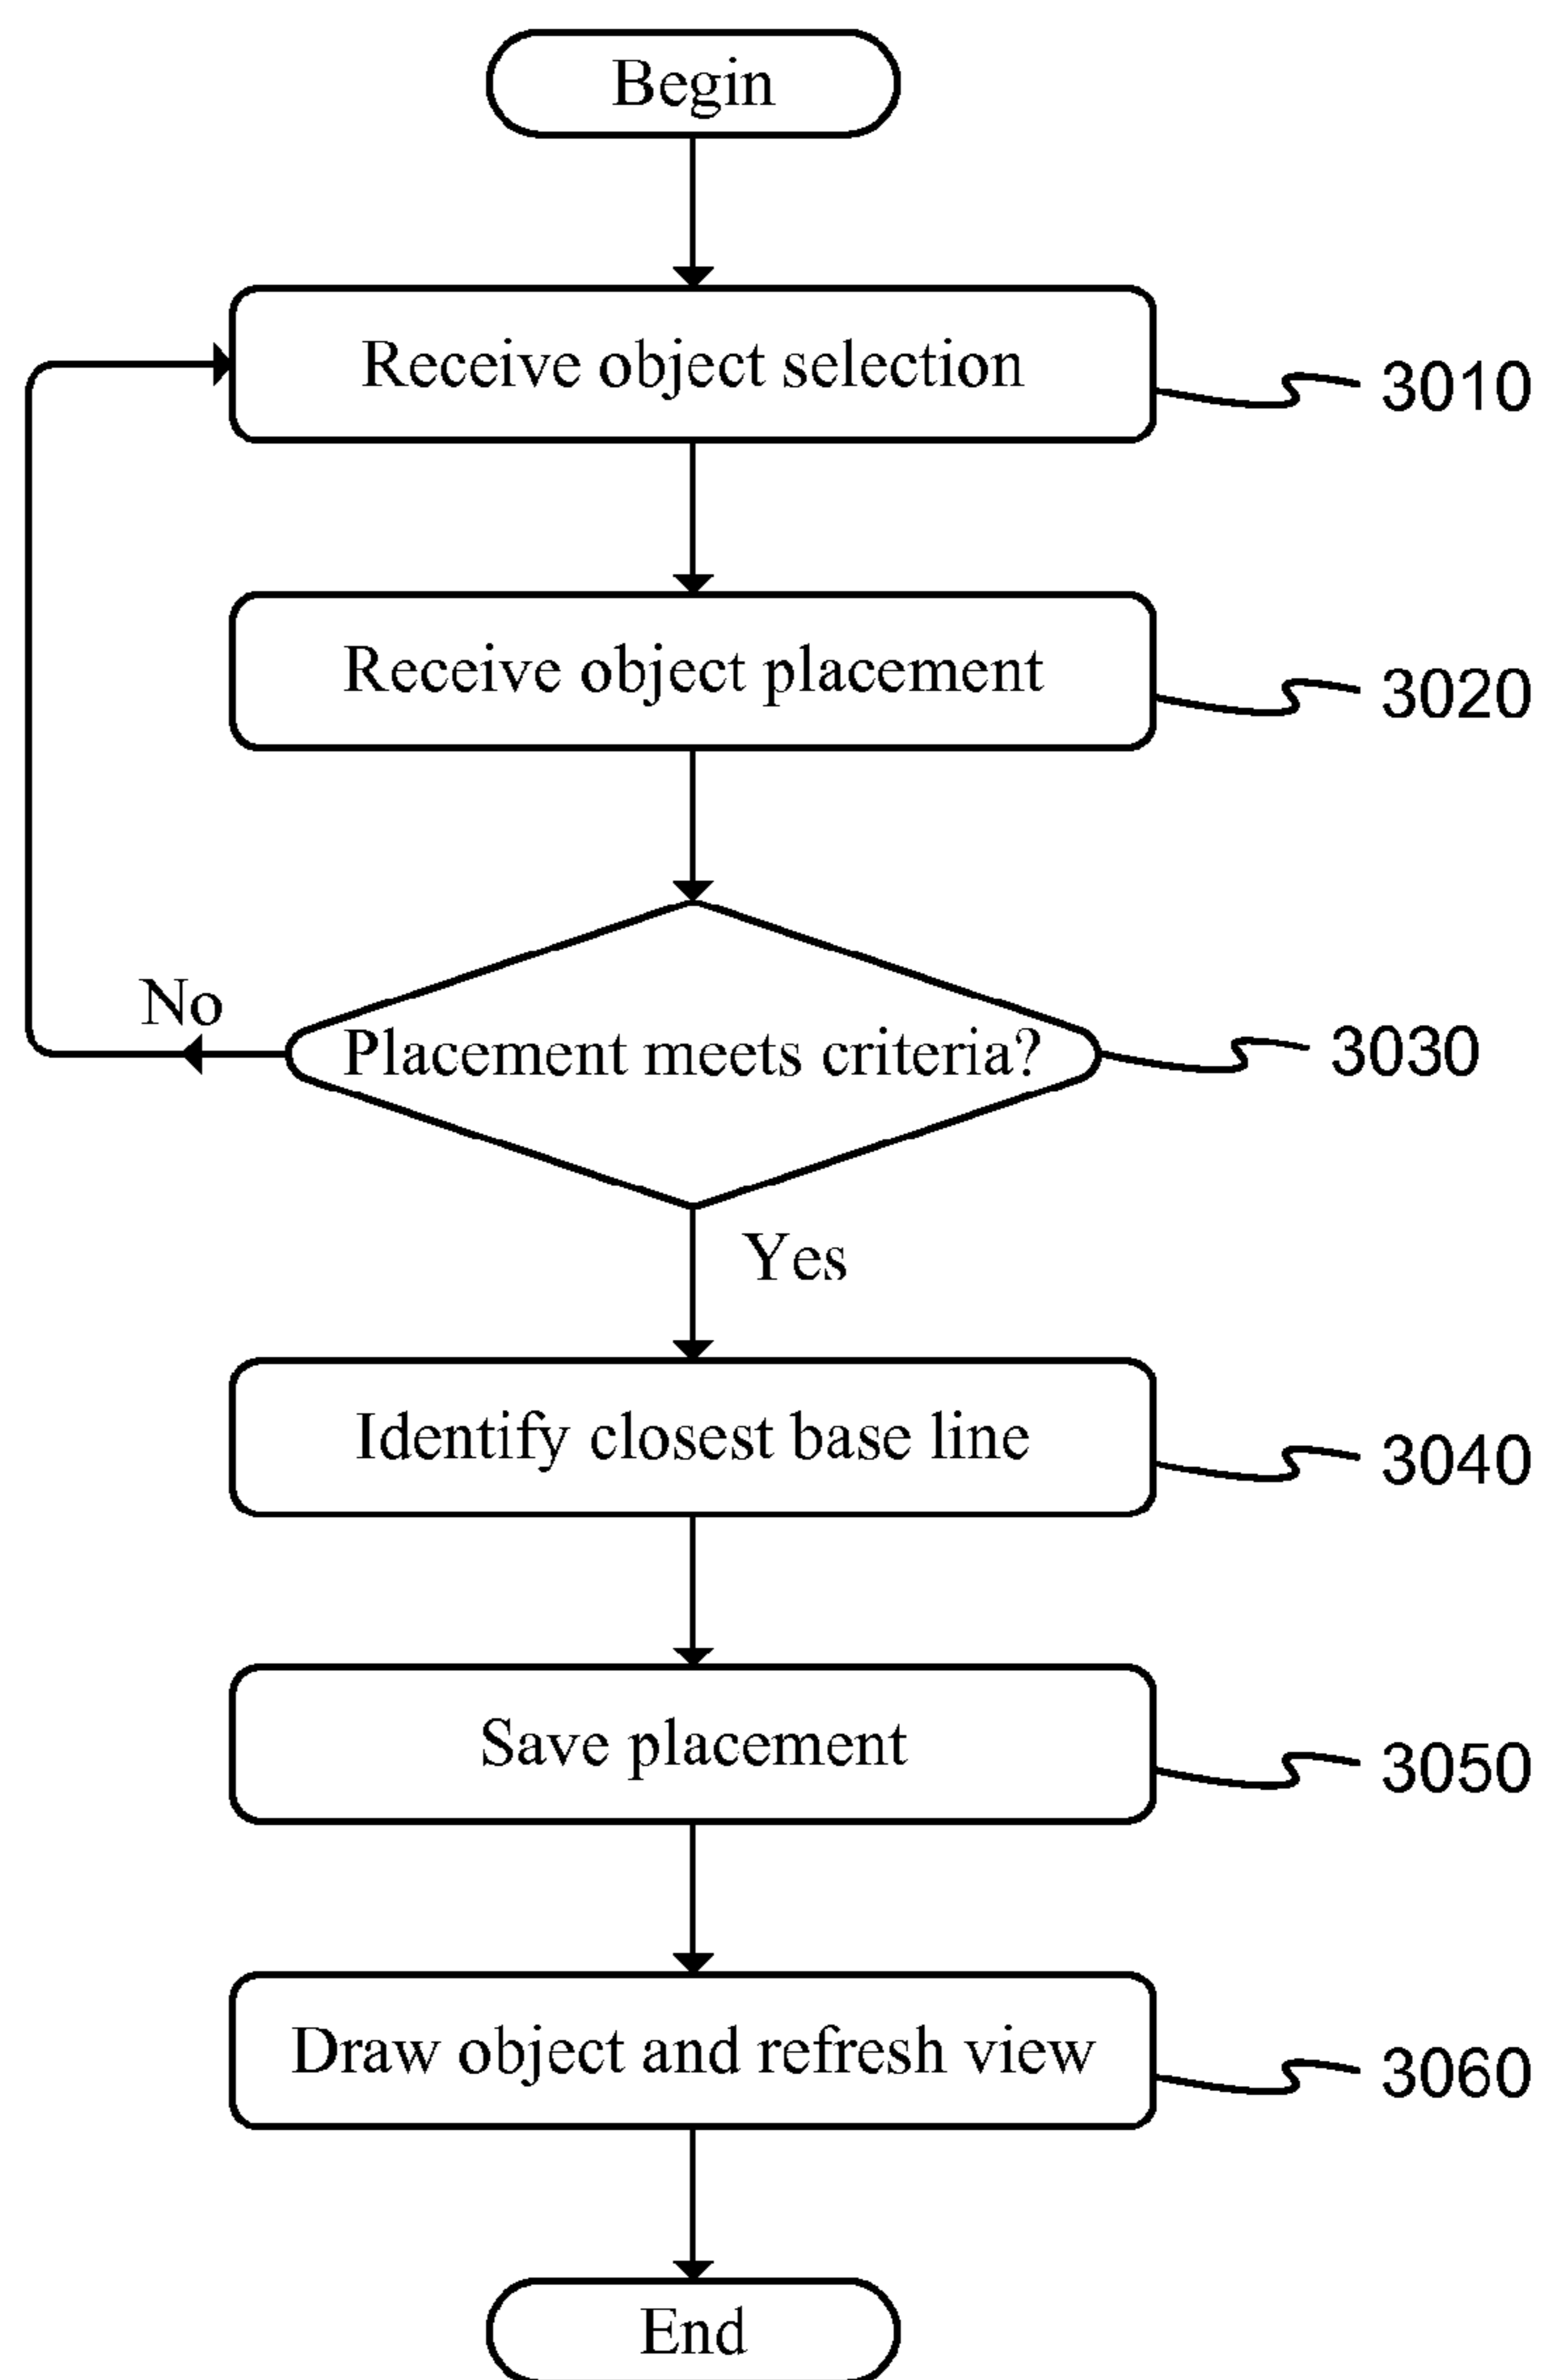 Begin
Receive object selection
3010
Receive object placement
3020
No
Placement meets criteria?
3030
Yes
Identify closest base line
3040
Save placement
3050
Draw object and refresh view
3060
End